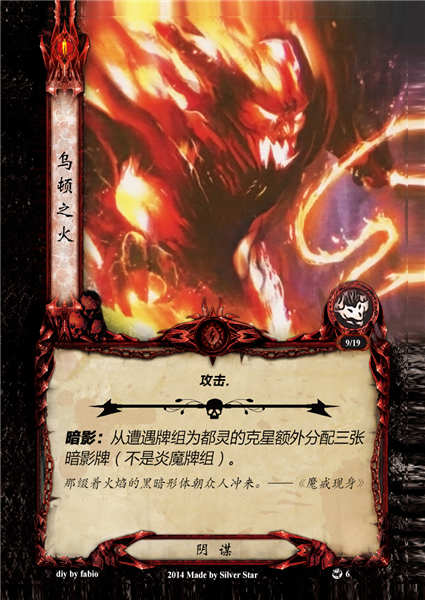 乌顿之火
9/19
攻击.
暗影：从遭遇牌组为都灵的克星额外分配三张
暗影牌（不是炎魔牌组）。
那缀着火焰的黑暗形体朝众人冲来。——《魔戒现身》
阴谋
diy by fabio 2014 Made by Silver Star 6